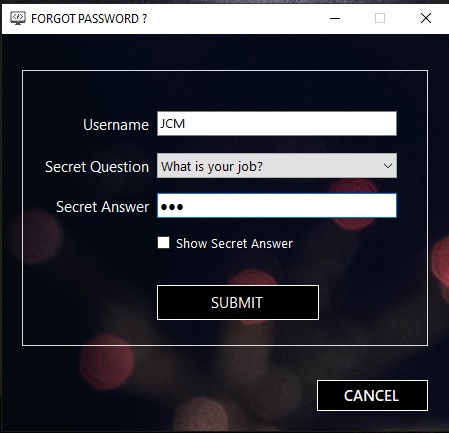 FORGOT PASSWORD ?
Username JCM
Secret Question What is your job?
Secret Answer •••
Show Secret Answer
SUBMIT
CANCEL